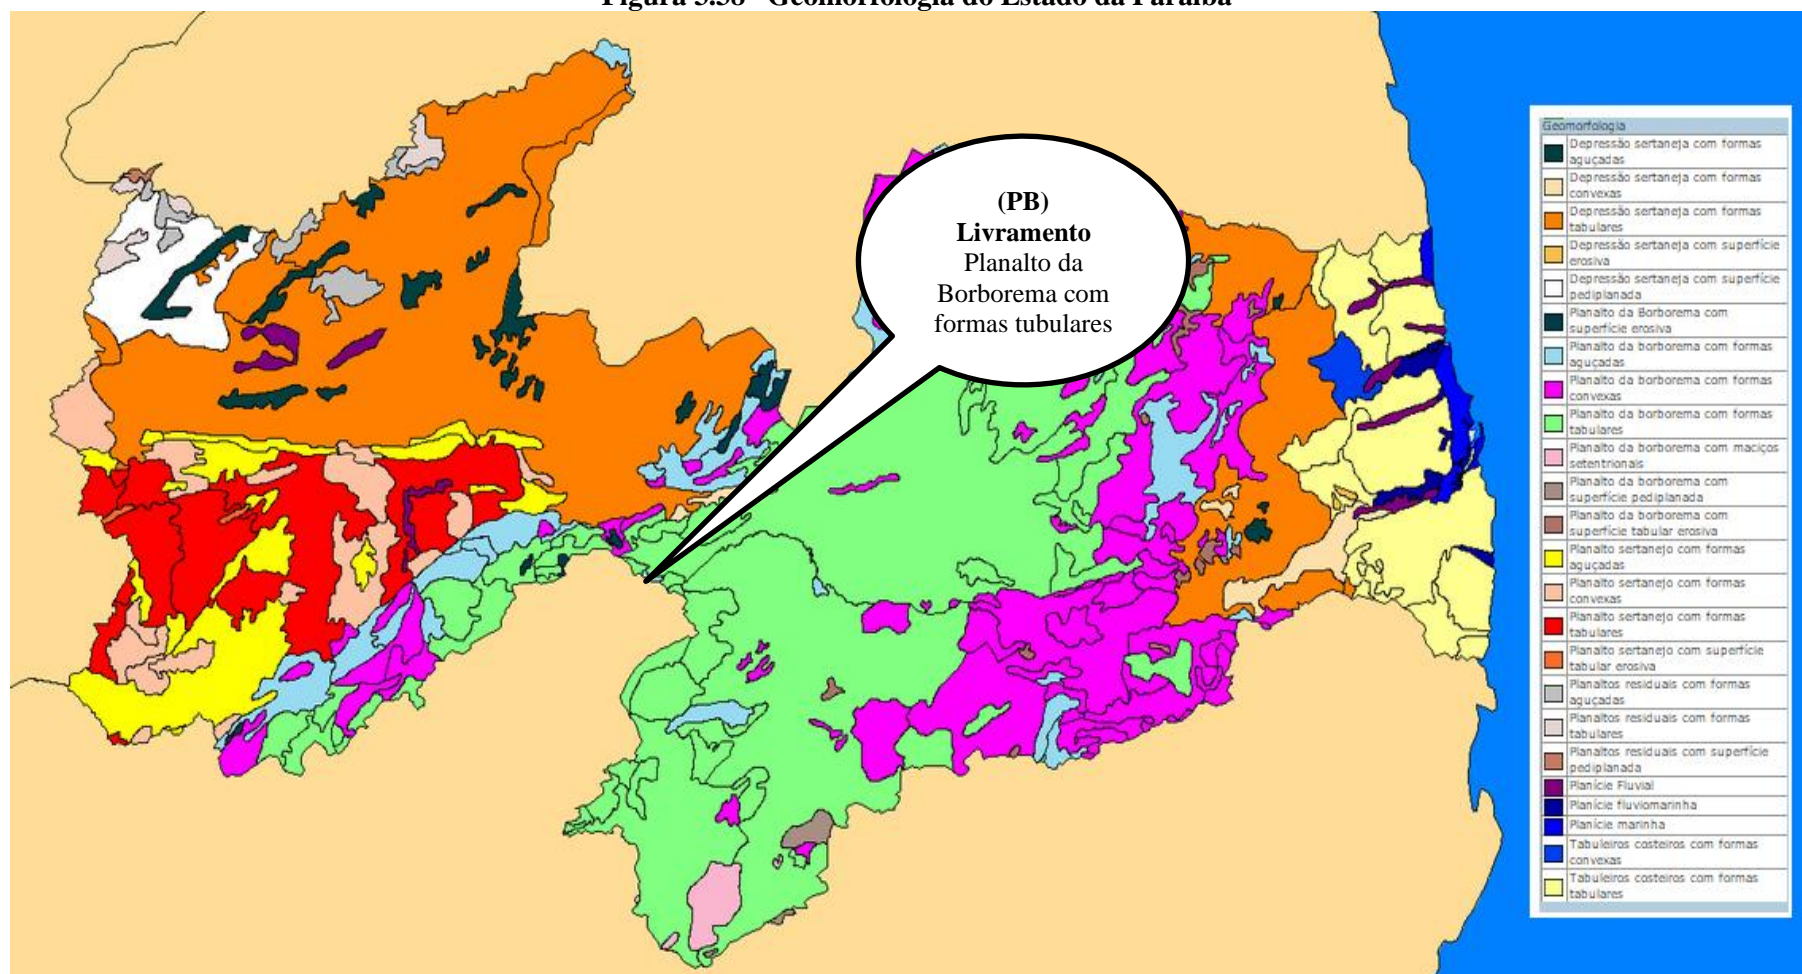 Figura 5.58 - Geomorfologia do Estado da Paraíba
(PB)
Livramento
Planalto da
Borborema com
formas tubulares
Geomorfologia
Depressão sertaneja com formas
aguçadas
Depressão sertaneja com formas
convexas
Depressão sertaneja com formas
tabulares
Depressão sertaneja com superfície
erosiva
Depressão sertaneja com superfície
pediplanada
Planalto da Borborema com
superfície erosiva
Planalto da borborema com formas
aguçadas
Planalto da borborema com formas
convexas
Planalto da borborema com formas
tabulares
Planalto da borborema com maciços
setentrionais
Planalto da borborema com
superfície pediplanada
Planalto da borborema com
superfície tabular erosiva
Planalto sertanejo com formas
aguçadas
Planalto sertanejo com formas
convexas
Planalto sertanejo com formas
tabulares
Planalto sertanejo com superfície
tabular erosiva
Planaltos residuais com formas
aguçadas
Planaltos residuais com formas
tabulares
Planaltos residuais com superfície
pediplanada
Planície Fluvial
Planície fluviomarinha
Planície marinha
Tabuleiros costeiros com formas
convexas
Tabuleiros costeiros com formas
tabulares